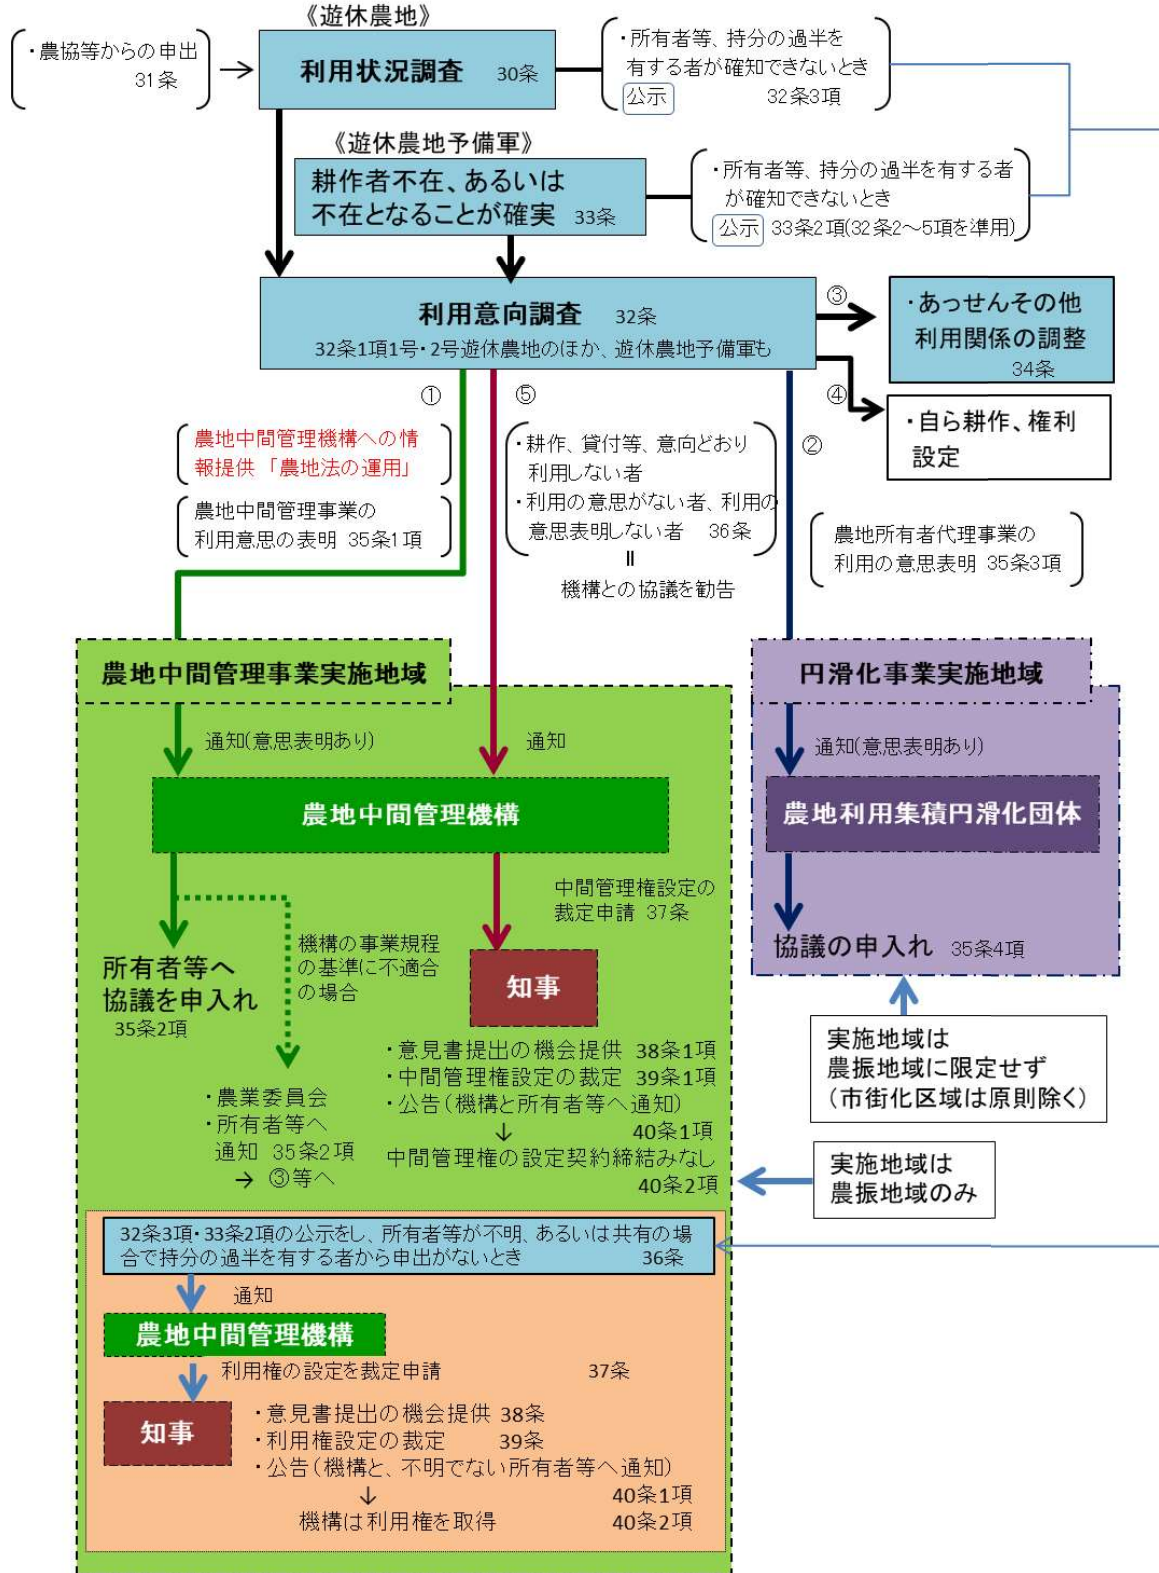 《遊休農地》
・農協等からの申出
31条
→
利用状況調査 30条
・所有者等、持分の過半を
有する者が確知できないとき
公示 32条3項
《遊休農地予備軍》
耕作者不在、あるいは
不在となることが確実 33条
・所有者等、持分の過半を有する者
が確知できないとき
公示 33条2項(32条2～5項を準用)
利用意向調査 32条
32条1項1号・2号遊休農地のほか、遊休農地予備軍も
③
・あっせんその他
利用関係の調整
34条
④
・自ら耕作、権利
設定
①
農地中間管理機構への情
報提供 「農地法の運用」
農地中間管理事業の
利用意思の表明 35条1項
⑤
・耕作、貸付等、意向どおり
利用しない者
・利用の意思がない者、利用の
意思表明しない者 36条
॥
機構との協議を勧告
②
農地所有者代理事業の
利用の意思表明 35条3項
農地中間管理事業実施地域
通知(意思表明あり)
通知
農地中間管理機構
円滑化事業実施地域
通知(意思表明あり)
農地利用集積円滑化団体
協議の申入れ 35条4項
中間管理権設定の
裁定申請 37条
機構の事業規程
の基準に不適合
の場合
所有者等へ
協議を申入れ
35条2項
知事
・農業委員会
・所有者等へ
通知 35条2項
→ ③等へ
・意見書提出の機会提供 38条1項
・中間管理権設定の裁定 39条1項
・公告(機構と所有者等へ通知)
↓ 40条1項
中間管理権の設定契約締結みなし
40条2項
実施地域は
農振地域に限定せず
(市街化区域は原則除く)
実施地域は
農振地域のみ
32条3項・33条2項の公示をし、所有者等が不明、あるいは共有の場
合で持分の過半を有する者から申出がないとき 36条
通知
農地中間管理機構
利用権の設定を裁定申請 37条
知事
・意見書提出の機会提供 38条
・利用権設定の裁定 39条
・公告(機構と、不明でない所有者等へ通知)
↓ 40条1項
機構は利用権を取得 40条2項